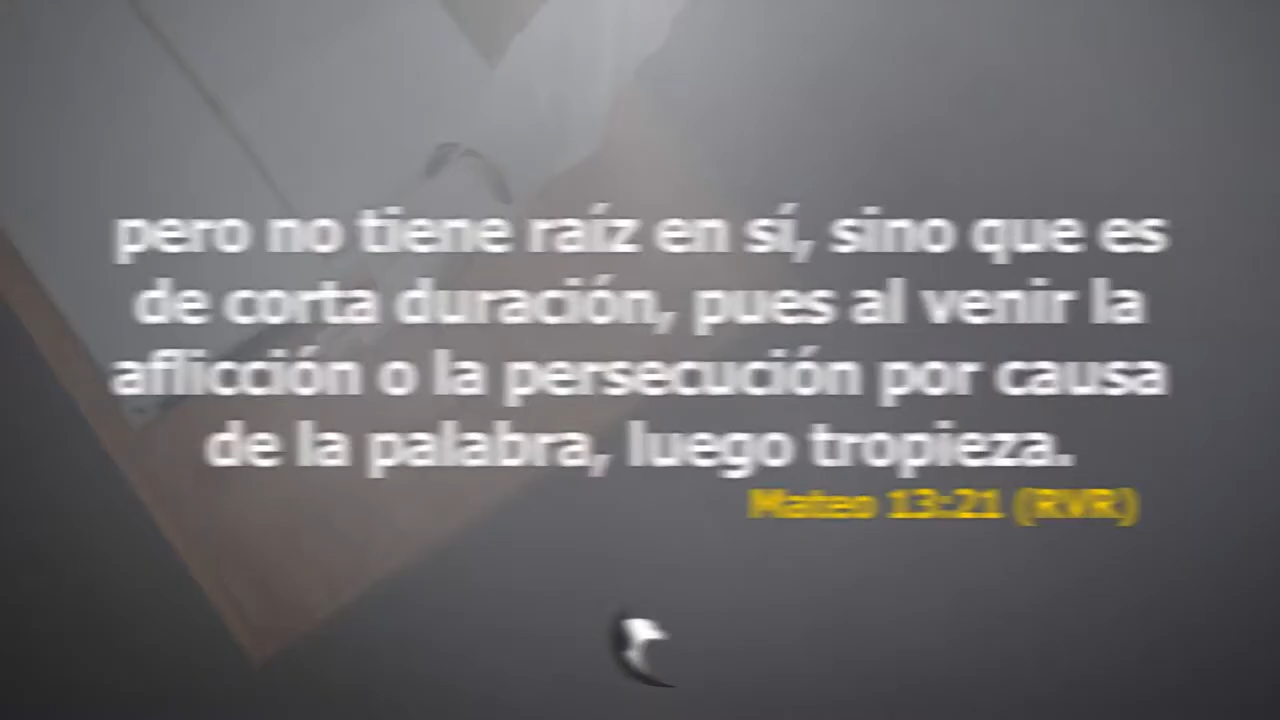 pero no tiene raíz en sí, sino que es
de corta duración, pues al venir la
aflicción o la persecución por causa
de la palabra, luego tropieza.
Mateo 13:21 (RVR)